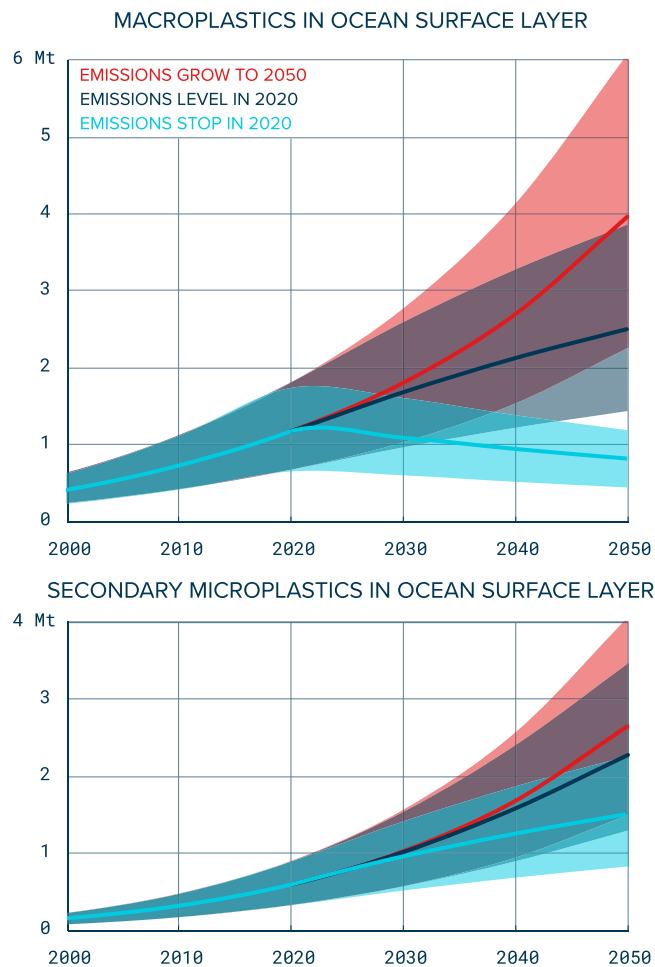 MACROPLASTICS IN OCEAN SURFACE LAYER
6 Mt
EMISSIONS GROW TO 2050
EMISSIONS LEVEL IN 2020
EMISSIONS STOP IN 2020
5
4
3
2
1
0
2000 2010 2020 2030 2040 2050
SECONDARY MICROPLASTICS IN OCEAN SURFACE LAYER
4 Mt
3
2
1
0
2000 2010 2020 2030 2040 2050